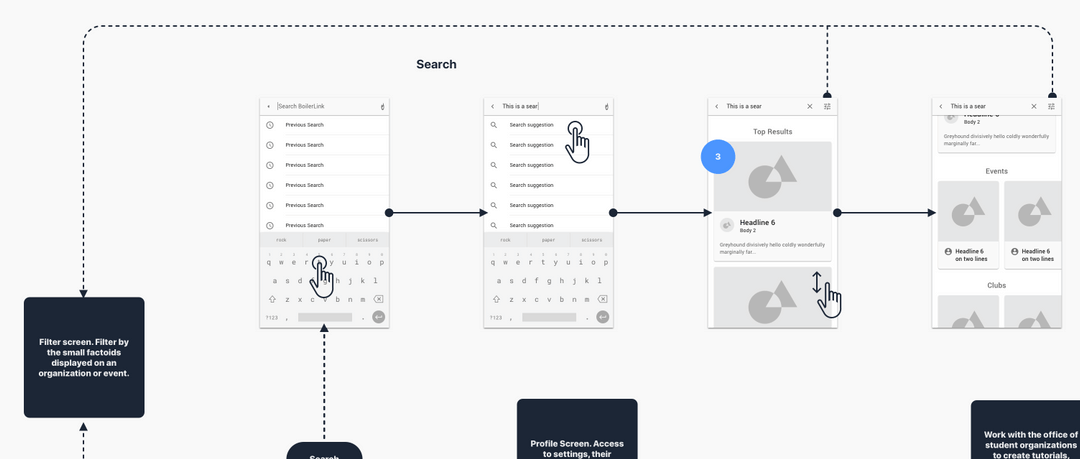 Search
Search BoilerLink
Previous Search
Previous Search
Previous Search
Previous Search
Previous Search
Previous Search
rock paper scissors
q w e r y u i o p
a s d f h j k l
z x c v b n m
?123 , .
This is a sear
Search suggestion
Search suggestion
Search suggestion
Search suggestion
Search suggestion
Search suggestion
rock paper scissors
q w e r t y u i o p
a s d f g h j k l
z x c v b n m
?123 , .
This is a sear
Top Results
3
Headline 6
Body 2
Greyhound divisively hello coldly wonderfully
marginally far...
This is a sear
Headline 6
Body 2
Greyhound divisively hello coldly wonderfully
marginally far...
Events
Headline 6
on two lines
Headline 6
on two lines
Clubs
Filter screen. Filter by
the small factoids
displayed on an
organization or event.
Search
Profile Screen. Access
to settings, their
Work with the office of
student organizations
to create tutorials,